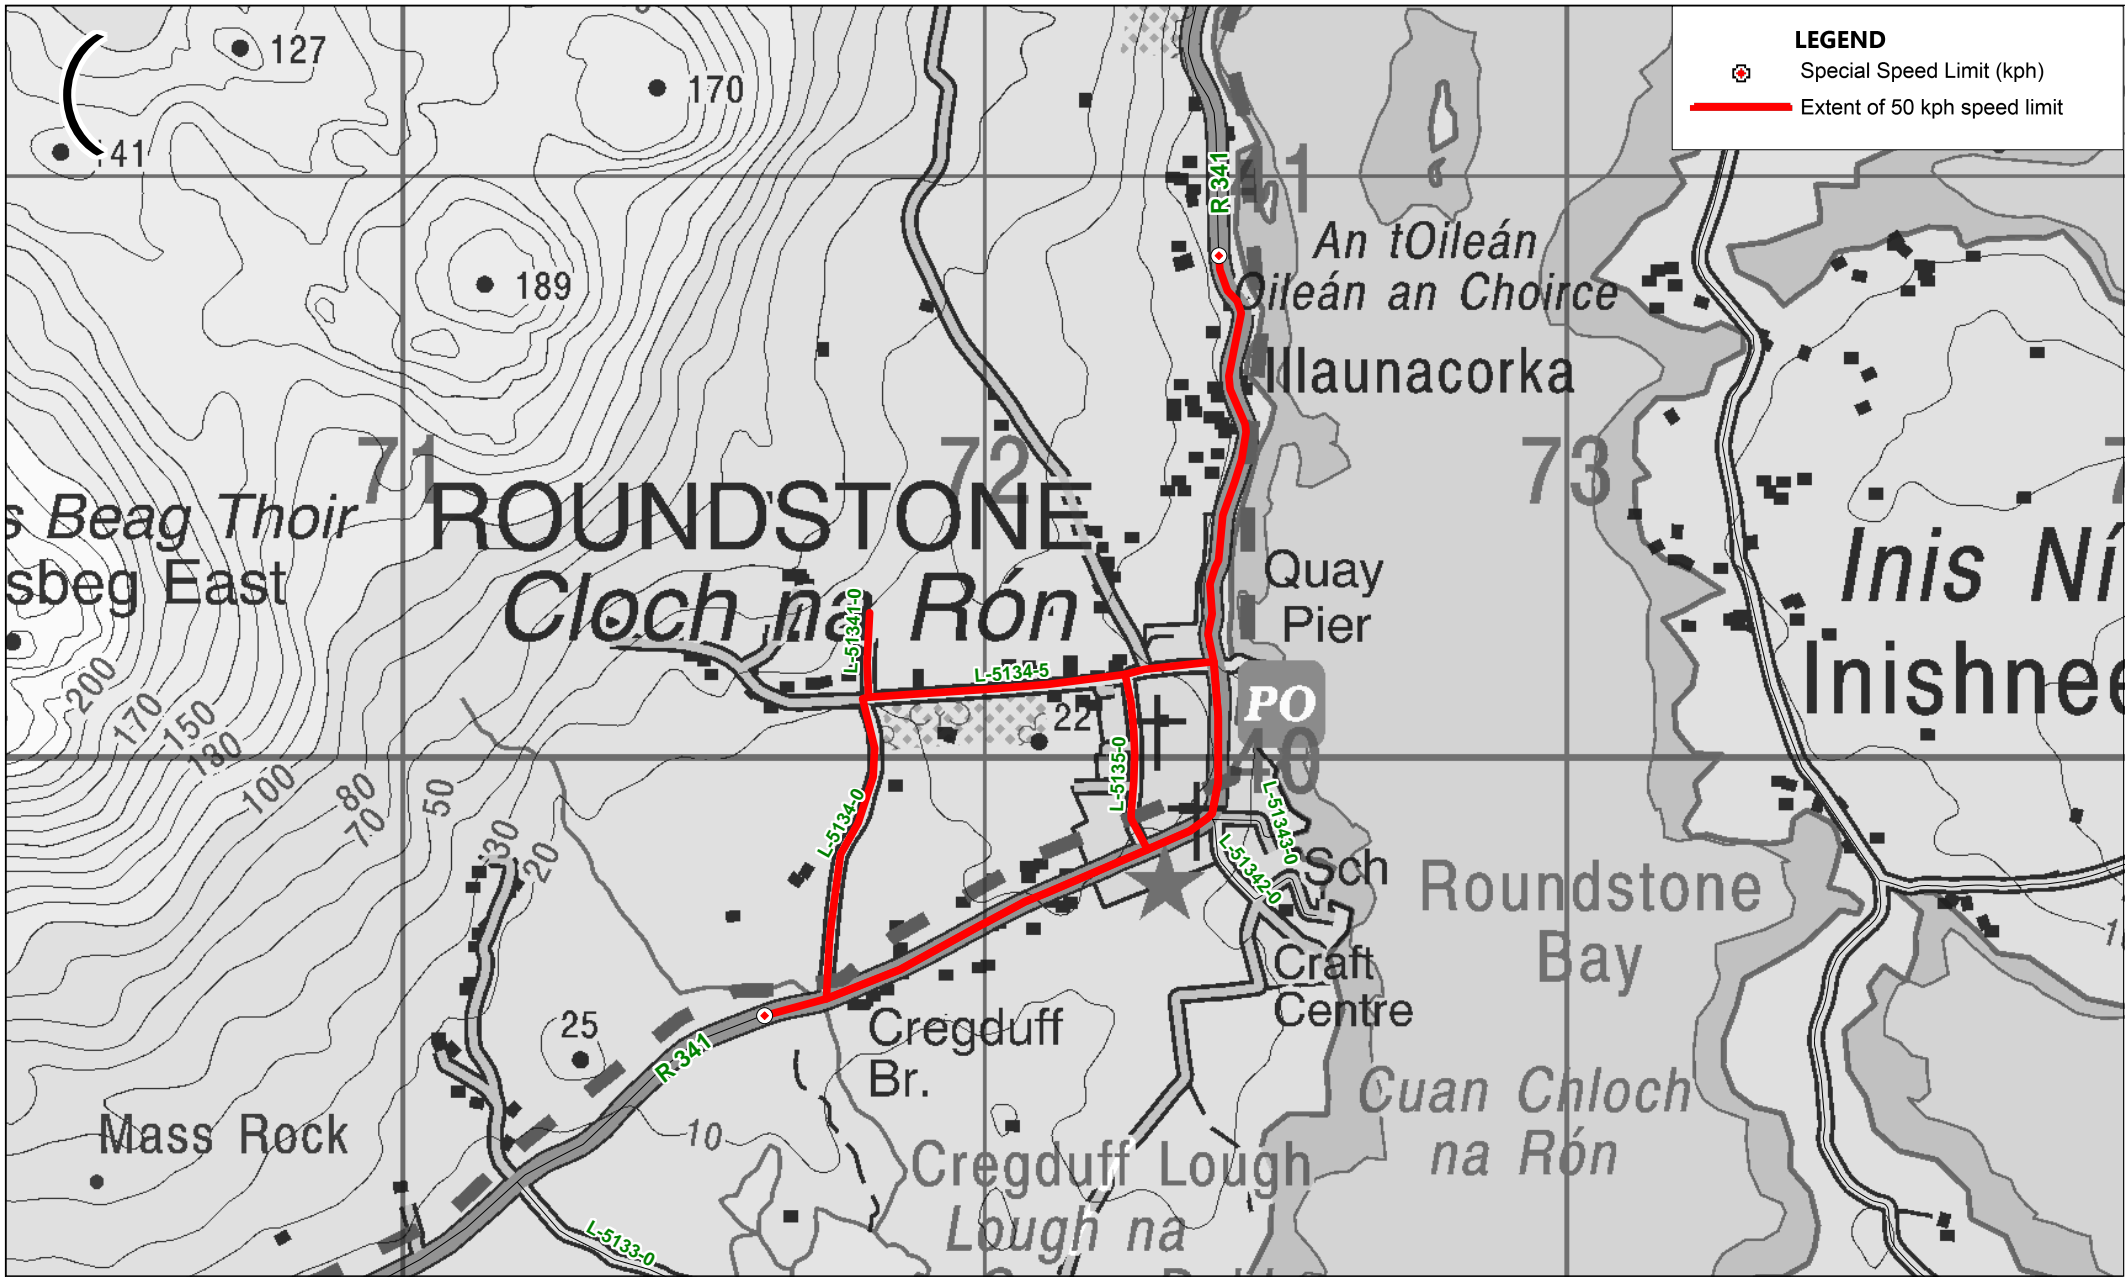 LEGEND
Special Speed Limit (kph)
Extent of 50 kph speed limit
127
170
41
189
R 341
41
An tOileán
Oileán an Choirce
Illaunacorka
71
72
73
s Beag Thoir
sbeg East
ROUNDSTONE
Cloch na Rón
Quay
Pier
Inis Ní
Inishnee
L-51341-0
L-5134-5
22
PO
40
200
170
150
130
100
80
70
50
30
20
L-5134-0
L-5135-0
L-51343-0
L-51342-0
Sch
Craft
Centre
Roundstone
Bay
25
R 341
Cregduff
Br.
Cuan Chloch
na Rón
Mass Rock
10
Cregduff Lough
Lough na
L-5133-0